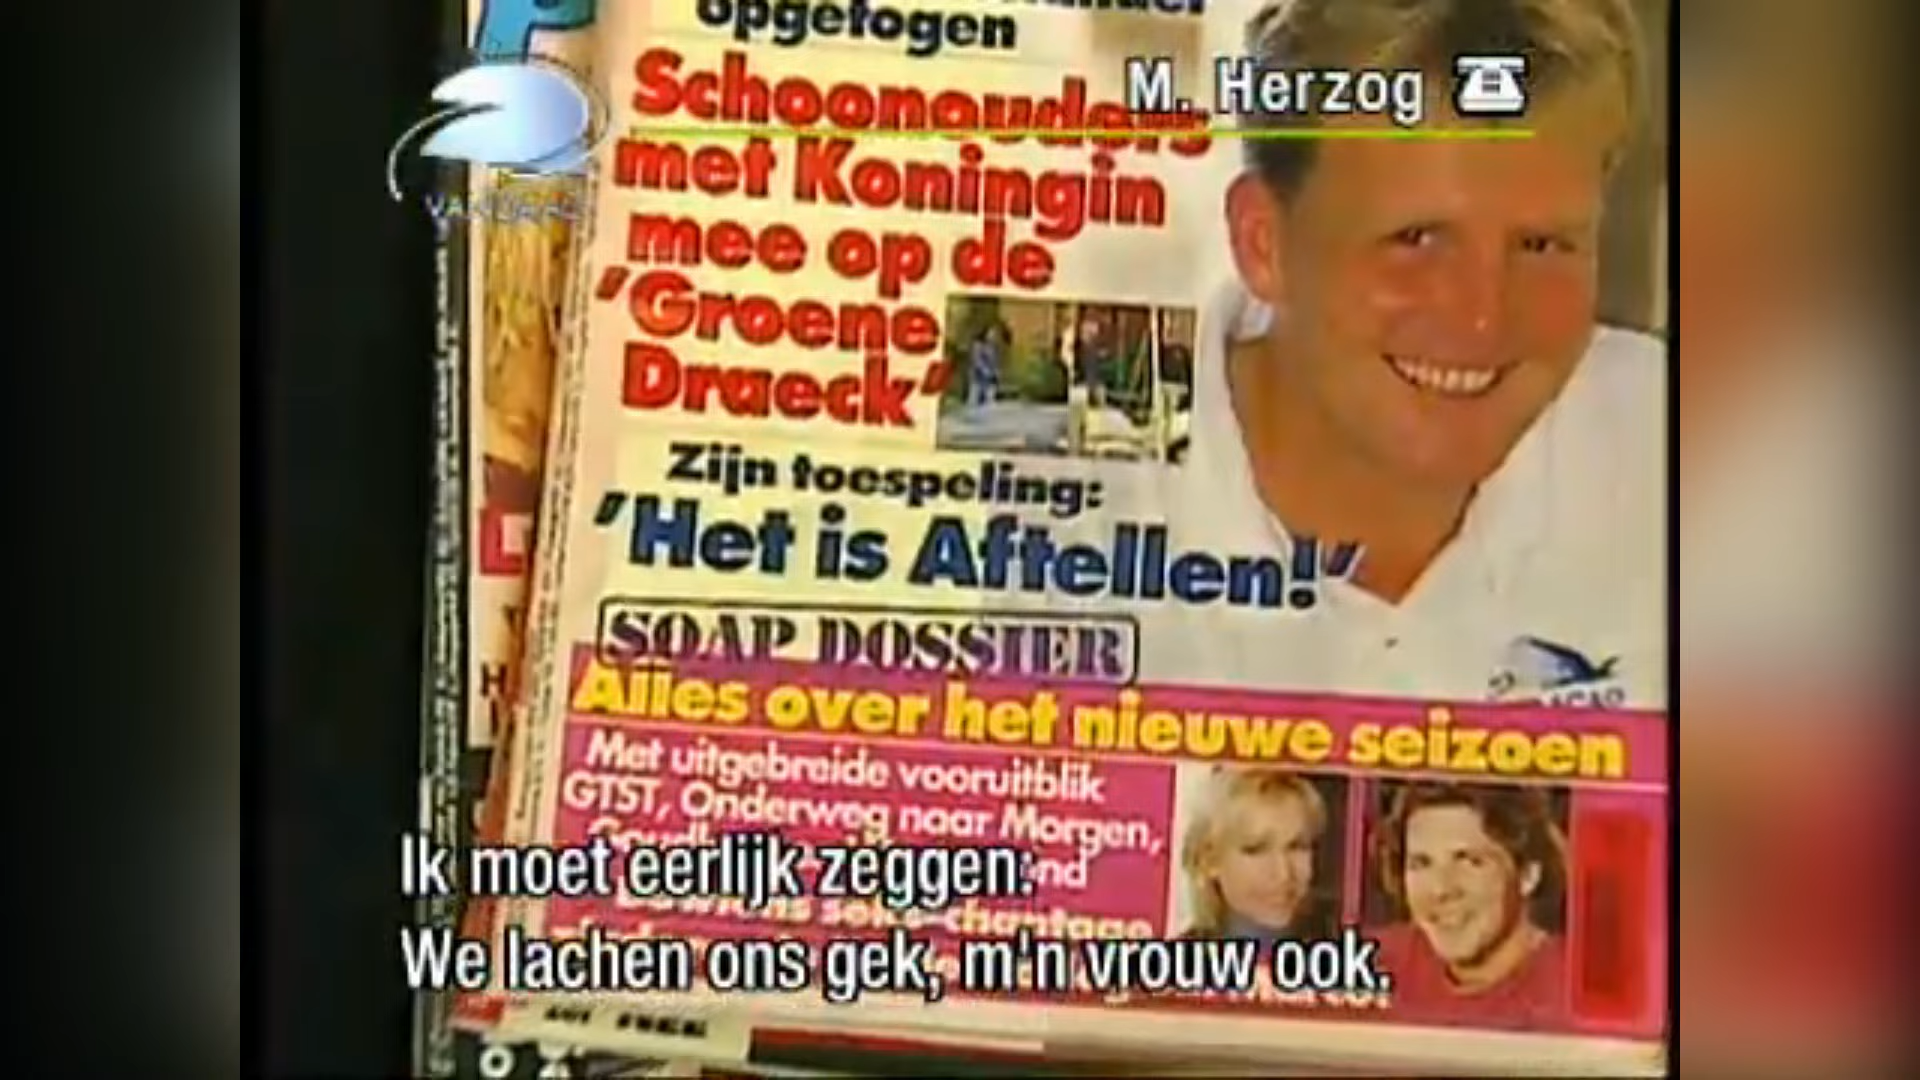 opgetogen
M. Herzog
Schoonouders
met Koningin
mee op de
'Groene
Draeck'
Zijn toespeling:
'Het is Aftellen!'
SOAP DOSSIER
Alles over het nieuwe seizoen
Met uitgebreide vooruitblik
GTST, Onderweg naar Morgen,
Ik moet eerlijk zeggen:
We lachen ons gek, m'n vrouw ook.